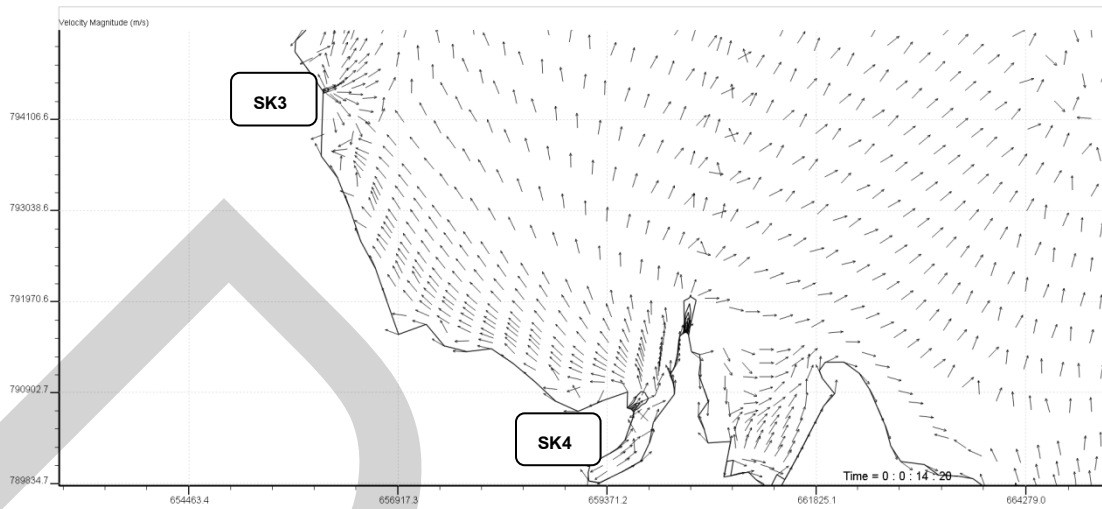 Velocity Magnitude (m/s)
SK3
794106.6
793038.6
791970.6
790902.7
SK4
Time = 0 : 0 : 14 : 20
789834.7
654463.4
656917.3
659371.2
661825.1
664279.0